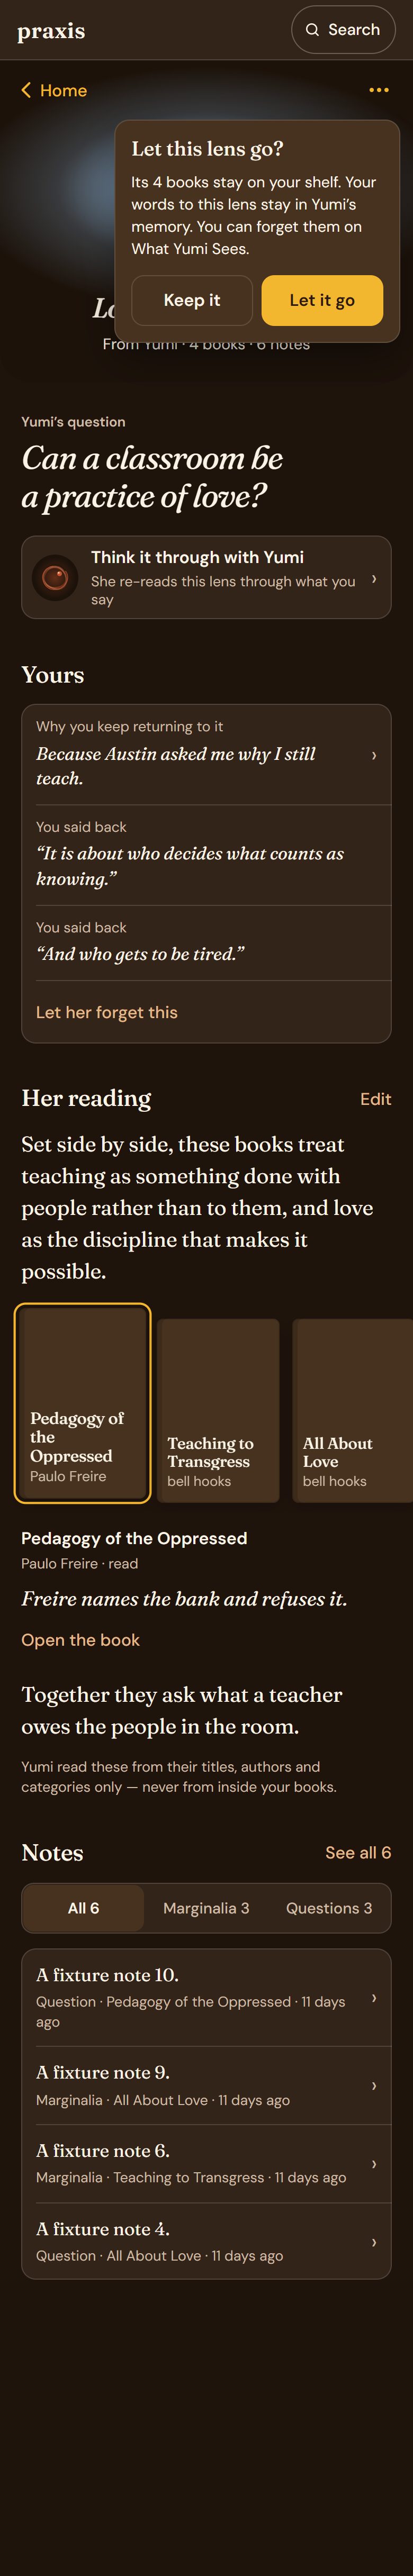 praxis
Search
Home
Let this lens go?
Its 4 books stay on your shelf. Your
words to this lens stay in Yumi’s
memory. You can forget them on
What Yumi Sees.
Keep it
Let it go
From Yumi · 4 books · 6 notes
Yumi’s question
Can a classroom be
a practice of love?
Think it through with Yumi
She re-reads this lens through what you
say
Yours
Why you keep returning to it
Because Austin asked me why I still
teach.
You said back
“It is about who decides what counts as
knowing.”
You said back
“And who gets to be tired.”
Let her forget this
Her reading
Edit
Set side by side, these books treat
teaching as something done with
people rather than to them, and love
as the discipline that makes it
possible.
Pedagogy of
the
Oppressed
Paulo Freire
Teaching to
Transgress
bell hooks
All About
Love
bell hooks
Pedagogy of the Oppressed
Paulo Freire · read
Freire names the bank and refuses it.
Open the book
Together they ask what a teacher
owes the people in the room.
Yumi read these from their titles, authors and
categories only — never from inside your books.
Notes
See all 6
All 6
Marginalia 3
Questions 3
A fixture note 10.
Question · Pedagogy of the Oppressed · 11 days
ago
A fixture note 9.
Marginalia · All About Love · 11 days ago
A fixture note 6.
Marginalia · Teaching to Transgress · 11 days ago
A fixture note 4.
Question · All About Love · 11 days ago